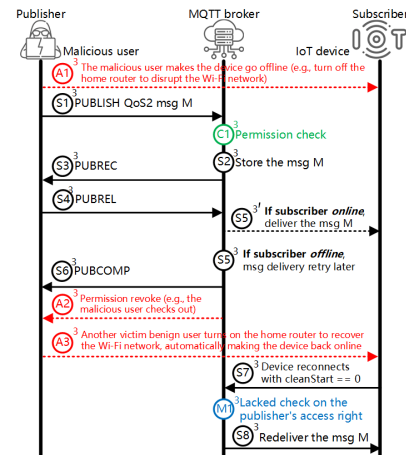 Publisher
MQTT broker
Subscriber
Malicious user
IoT device
A1 3 The malicious user makes the device go offline (e.g., turn off the
home router to disrupt the Wi-Fi network)
S1 3 PUBLISH QoS2 msg M
C1 3 Permission check
S2 3 Store the msg M
S3 3 PUBREC
S4 3 PUBREL
S5 3' If subscriber online,
deliver the msg M
S5 3 If subscriber offline,
msg delivery retry later
S6 3 PUBCOMP
A2 3 Permission revoke (e.g., the
malicious user checks out)
A3 3 Another victim benign user turns on the home router to recover
the Wi-Fi network, automatically making the device back online
S7 3 Device reconnects
with cleanStart == 0
M1 3 Lacked check on the
publisher's access right
S8 3 Redeliver the msg M